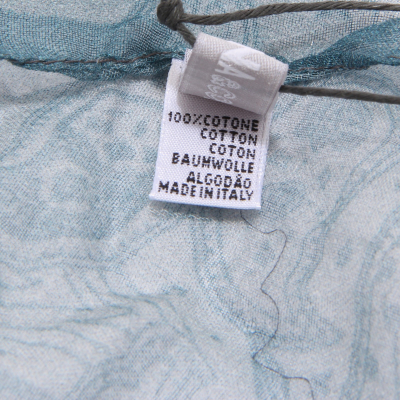 100%COTONE
COTTON
COTON
BAUMWOLLE
ALGODÃO
MADE IN ITALY